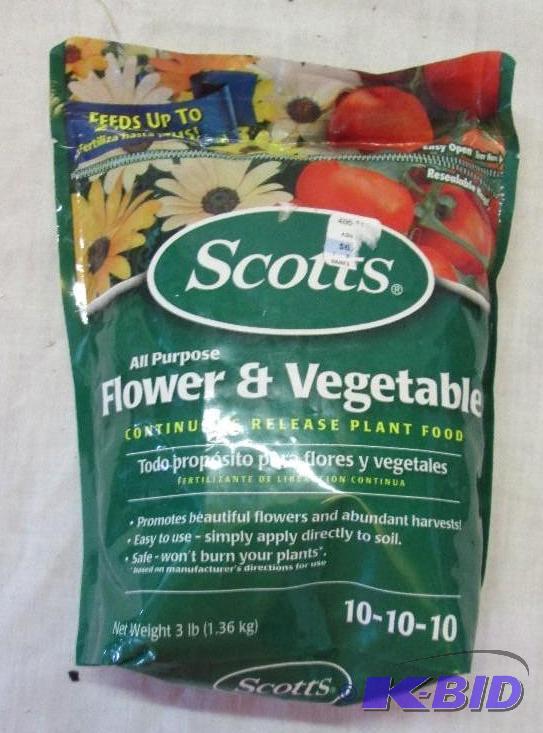 FEEDS UP TO
Fertiliza hasta
Easy Open
Resealable
Scotts®
All Purpose
Flower & Vegetable
RELEASE PLANT FOOD
Todo propósito para flores y vegetales
FERTILIZANTE DE LIBERACIÓN CONTINUA
• Promotes beautiful flowers and abundant harvests!
• Easy to use - simply apply directly to soil.
• Safe - won't burn your plants*.
*based on manufacturer's directions for use
10-10-10
Net Weight 3 lb (1.36 kg)
Scotts
K-BID